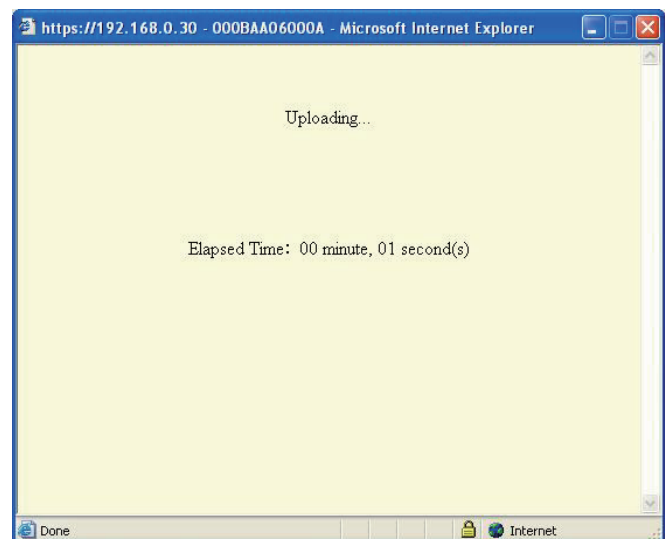 https://192.168.0.30 - 000BAA06000A - Microsoft Internet Explorer
Uploading...
Elapsed Time: 00 minute, 01 second(s)
Done
Internet